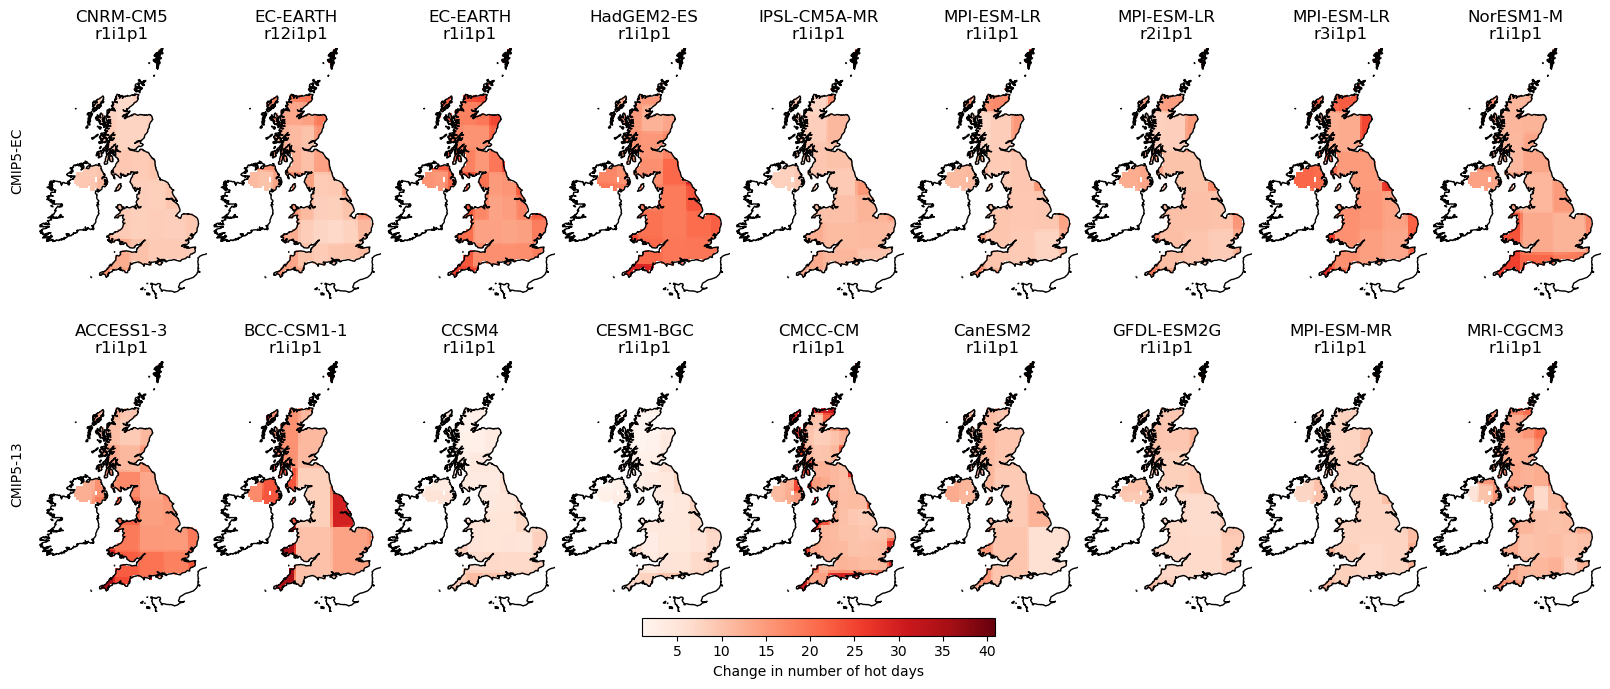 CNRM-CM5 EC-EARTH EC-EARTH HadGEM2-ES IPSL-CM5A-MR MPI-ESM-LR MPI-ESM-LR MPI-ESM-LR NorESM1-M
r1i1p1 r12i1p1 r1i1p1 r1i1p1 r1i1p1 r1i1p1 r2i1p1 r3i1p1 r1i1p1
CMIP5-EC
ACCESS1-3 BCC-CSM1-1 CCSM4 CESM1-BGC CMCC-CM CanESM2 GFDL-ESM2G MPI-ESM-MR MRI-CGCM3
r1i1p1 r1i1p1 r1i1p1 r1i1p1 r1i1p1 r1i1p1 r1i1p1 r1i1p1 r1i1p1
CMIP5-13
5 10 15 20 25 30 35 40
Change in number of hot days